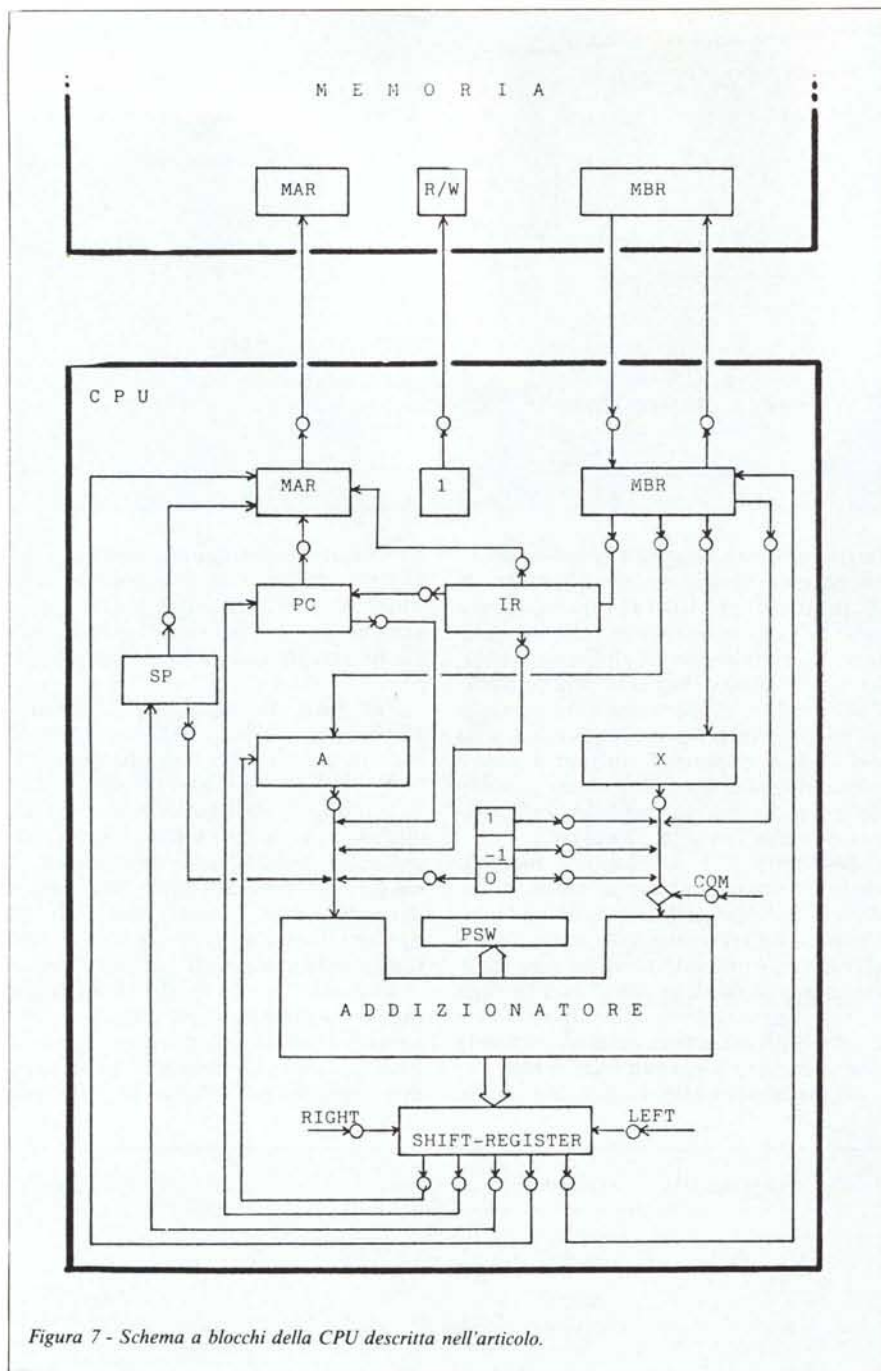 M E M O R I A
MAR R/W MBR
C P U
MAR 1 MBR
PC IR
SP
A X
1
-1
0
COM
PSW
A D D I Z I O N A T O R E
RIGHT LEFT
SHIFT-REGISTER
Figura 7 - Schema a blocchi della CPU descritta nell'articolo.